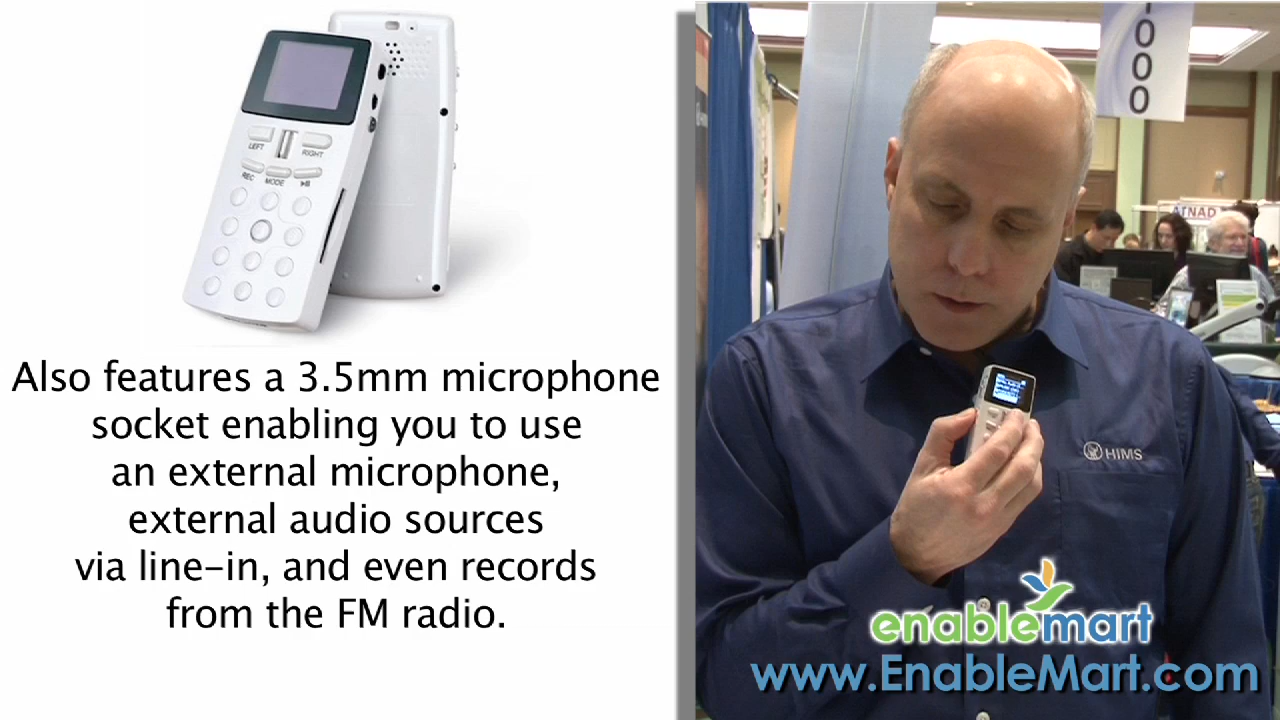 LEFT
RIGHT
REC
MODE
Also features a 3.5mm microphone
socket enabling you to use
an external microphone,
external audio sources
via line-in, and even records
from the FM radio.
000
HIMS
enablemart
www.EnableMart.com